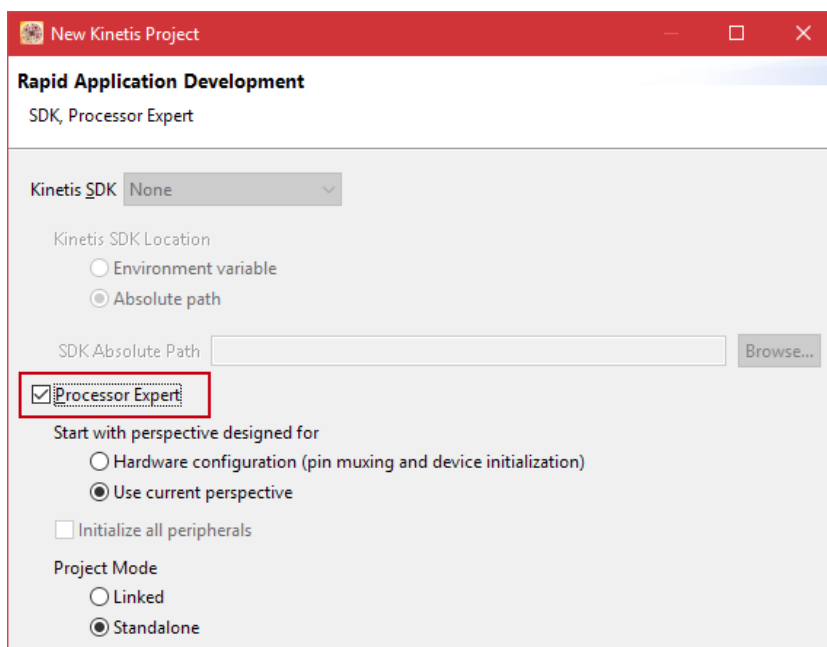 New Kinetis Project
Rapid Application Development
SDK, Processor Expert
Kinetis SDK None
Kinetis SDK Location
Environment variable
Absolute path
SDK Absolute Path Browse...
Processor Expert
Start with perspective designed for
Hardware configuration (pin muxing and device initialization)
Use current perspective
Initialize all peripherals
Project Mode
Linked
Standalone